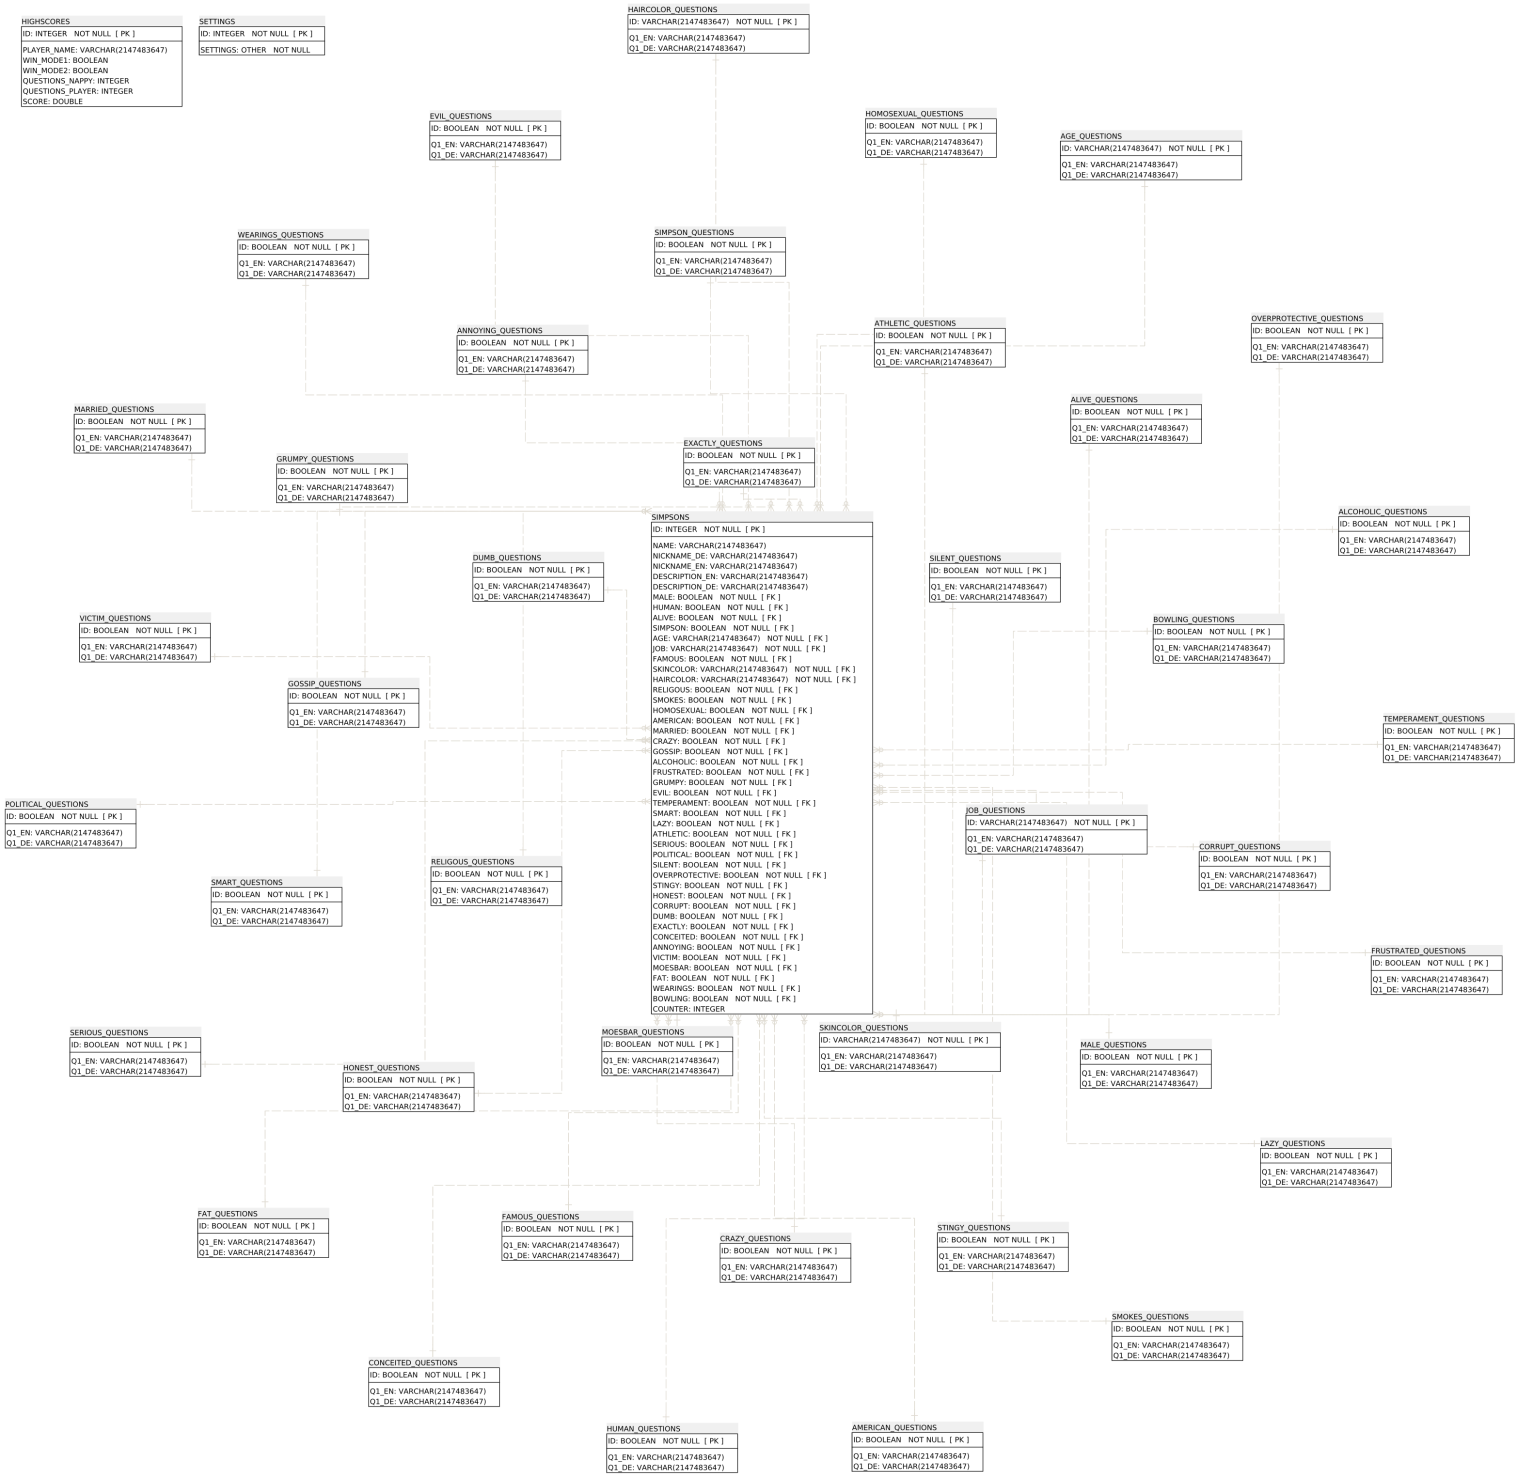 HIGHSCORES
ID: INTEGER   NOT NULL  [ PK ]
PLAYER_NAME: VARCHAR(2147483647)
WIN_MODE1: BOOLEAN
WIN_MODE2: BOOLEAN
QUESTIONS_NAPPY: INTEGER
QUESTIONS_PLAYER: INTEGER
SCORE: DOUBLE
SETTINGS
ID: INTEGER   NOT NULL  [ PK ]
SETTINGS: OTHER   NOT NULL
HAIRCOLOR_QUESTIONS
ID: VARCHAR(2147483647)   NOT NULL  [ PK ]
Q1_EN: VARCHAR(2147483647)
Q1_DE: VARCHAR(2147483647)
EVIL_QUESTIONS
ID: BOOLEAN   NOT NULL  [ PK ]
Q1_EN: VARCHAR(2147483647)
Q1_DE: VARCHAR(2147483647)
HOMOSEXUAL_QUESTIONS
ID: BOOLEAN   NOT NULL  [ PK ]
Q1_EN: VARCHAR(2147483647)
Q1_DE: VARCHAR(2147483647)
AGE_QUESTIONS
ID: VARCHAR(2147483647)   NOT NULL  [ PK ]
Q1_EN: VARCHAR(2147483647)
Q1_DE: VARCHAR(2147483647)
WEARINGS_QUESTIONS
ID: BOOLEAN   NOT NULL  [ PK ]
Q1_EN: VARCHAR(2147483647)
Q1_DE: VARCHAR(2147483647)
SIMPSON_QUESTIONS
ID: BOOLEAN   NOT NULL  [ PK ]
Q1_EN: VARCHAR(2147483647)
Q1_DE: VARCHAR(2147483647)
ANNOYING_QUESTIONS
ID: BOOLEAN   NOT NULL  [ PK ]
Q1_EN: VARCHAR(2147483647)
Q1_DE: VARCHAR(2147483647)
ATHLETIC_QUESTIONS
ID: BOOLEAN   NOT NULL  [ PK ]
Q1_EN: VARCHAR(2147483647)
Q1_DE: VARCHAR(2147483647)
OVERPROTECTIVE_QUESTIONS
ID: BOOLEAN   NOT NULL  [ PK ]
Q1_EN: VARCHAR(2147483647)
Q1_DE: VARCHAR(2147483647)
MARRIED_QUESTIONS
ID: BOOLEAN   NOT NULL  [ PK ]
Q1_EN: VARCHAR(2147483647)
Q1_DE: VARCHAR(2147483647)
ALIVE_QUESTIONS
ID: BOOLEAN   NOT NULL  [ PK ]
Q1_EN: VARCHAR(2147483647)
Q1_DE: VARCHAR(2147483647)
GRUMPY_QUESTIONS
ID: BOOLEAN   NOT NULL  [ PK ]
Q1_EN: VARCHAR(2147483647)
Q1_DE: VARCHAR(2147483647)
EXACTLY_QUESTIONS
ID: BOOLEAN   NOT NULL  [ PK ]
Q1_EN: VARCHAR(2147483647)
Q1_DE: VARCHAR(2147483647)
SIMPSONS
ID: INTEGER   NOT NULL  [ PK ]
NAME: VARCHAR(2147483647)
NICKNAME_DE: VARCHAR(2147483647)
NICKNAME_EN: VARCHAR(2147483647)
DESCRIPTION_EN: VARCHAR(2147483647)
DESCRIPTION_DE: VARCHAR(2147483647)
MALE: BOOLEAN   NOT NULL  [ FK ]
HUMAN: BOOLEAN   NOT NULL  [ FK ]
ALIVE: BOOLEAN   NOT NULL  [ FK ]
SIMPSON: BOOLEAN   NOT NULL  [ FK ]
AGE: VARCHAR(2147483647)   NOT NULL  [ FK ]
JOB: VARCHAR(2147483647)   NOT NULL  [ FK ]
FAMOUS: BOOLEAN   NOT NULL  [ FK ]
SKINCOLOR: VARCHAR(2147483647)   NOT NULL  [ FK ]
HAIRCOLOR: VARCHAR(2147483647)   NOT NULL  [ FK ]
RELIGOUS: BOOLEAN   NOT NULL  [ FK ]
SMOKES: BOOLEAN   NOT NULL  [ FK ]
HOMOSEXUAL: BOOLEAN   NOT NULL  [ FK ]
AMERICAN: BOOLEAN   NOT NULL  [ FK ]
MARRIED: BOOLEAN   NOT NULL  [ FK ]
CRAZY: BOOLEAN   NOT NULL  [ FK ]
GOSSIP: BOOLEAN   NOT NULL  [ FK ]
ALCOHOLIC: BOOLEAN   NOT NULL  [ FK ]
FRUSTRATED: BOOLEAN   NOT NULL  [ FK ]
GRUMPY: BOOLEAN   NOT NULL  [ FK ]
EVIL: BOOLEAN   NOT NULL  [ FK ]
TEMPERAMENT: BOOLEAN   NOT NULL  [ FK ]
SMART: BOOLEAN   NOT NULL  [ FK ]
LAZY: BOOLEAN   NOT NULL  [ FK ]
ATHLETIC: BOOLEAN   NOT NULL  [ FK ]
SERIOUS: BOOLEAN   NOT NULL  [ FK ]
POLITICAL: BOOLEAN   NOT NULL  [ FK ]
SILENT: BOOLEAN   NOT NULL  [ FK ]
OVERPROTECTIVE: BOOLEAN   NOT NULL  [ FK ]
STINGY: BOOLEAN   NOT NULL  [ FK ]
HONEST: BOOLEAN   NOT NULL  [ FK ]
CORRUPT: BOOLEAN   NOT NULL  [ FK ]
DUMB: BOOLEAN   NOT NULL  [ FK ]
EXACTLY: BOOLEAN   NOT NULL  [ FK ]
CONCEITED: BOOLEAN   NOT NULL  [ FK ]
ANNOYING: BOOLEAN   NOT NULL  [ FK ]
VICTIM: BOOLEAN   NOT NULL  [ FK ]
MOESBAR: BOOLEAN   NOT NULL  [ FK ]
FAT: BOOLEAN   NOT NULL  [ FK ]
WEARINGS: BOOLEAN   NOT NULL  [ FK ]
BOWLING: BOOLEAN   NOT NULL  [ FK ]
COUNTER: INTEGER
ALCOHOLIC_QUESTIONS
ID: BOOLEAN   NOT NULL  [ PK ]
Q1_EN: VARCHAR(2147483647)
Q1_DE: VARCHAR(2147483647)
DUMB_QUESTIONS
ID: BOOLEAN   NOT NULL  [ PK ]
Q1_EN: VARCHAR(2147483647)
Q1_DE: VARCHAR(2147483647)
SILENT_QUESTIONS
ID: BOOLEAN   NOT NULL  [ PK ]
Q1_EN: VARCHAR(2147483647)
Q1_DE: VARCHAR(2147483647)
VICTIM_QUESTIONS
ID: BOOLEAN   NOT NULL  [ PK ]
Q1_EN: VARCHAR(2147483647)
Q1_DE: VARCHAR(2147483647)
BOWLING_QUESTIONS
ID: BOOLEAN   NOT NULL  [ PK ]
Q1_EN: VARCHAR(2147483647)
Q1_DE: VARCHAR(2147483647)
GOSSIP_QUESTIONS
ID: BOOLEAN   NOT NULL  [ PK ]
Q1_EN: VARCHAR(2147483647)
Q1_DE: VARCHAR(2147483647)
TEMPERAMENT_QUESTIONS
ID: BOOLEAN   NOT NULL  [ PK ]
Q1_EN: VARCHAR(2147483647)
Q1_DE: VARCHAR(2147483647)
POLITICAL_QUESTIONS
ID: BOOLEAN   NOT NULL  [ PK ]
Q1_EN: VARCHAR(2147483647)
Q1_DE: VARCHAR(2147483647)
JOB_QUESTIONS
ID: VARCHAR(2147483647)   NOT NULL  [ PK ]
Q1_EN: VARCHAR(2147483647)
Q1_DE: VARCHAR(2147483647)
CORRUPT_QUESTIONS
ID: BOOLEAN   NOT NULL  [ PK ]
Q1_EN: VARCHAR(2147483647)
Q1_DE: VARCHAR(2147483647)
RELIGOUS_QUESTIONS
ID: BOOLEAN   NOT NULL  [ PK ]
Q1_EN: VARCHAR(2147483647)
Q1_DE: VARCHAR(2147483647)
SMART_QUESTIONS
ID: BOOLEAN   NOT NULL  [ PK ]
Q1_EN: VARCHAR(2147483647)
Q1_DE: VARCHAR(2147483647)
FRUSTRATED_QUESTIONS
ID: BOOLEAN   NOT NULL  [ PK ]
Q1_EN: VARCHAR(2147483647)
Q1_DE: VARCHAR(2147483647)
SERIOUS_QUESTIONS
ID: BOOLEAN   NOT NULL  [ PK ]
Q1_EN: VARCHAR(2147483647)
Q1_DE: VARCHAR(2147483647)
MOESBAR_QUESTIONS
ID: BOOLEAN   NOT NULL  [ PK ]
Q1_EN: VARCHAR(2147483647)
Q1_DE: VARCHAR(2147483647)
SKINCOLOR_QUESTIONS
ID: VARCHAR(2147483647)   NOT NULL  [ PK ]
Q1_EN: VARCHAR(2147483647)
Q1_DE: VARCHAR(2147483647)
MALE_QUESTIONS
ID: BOOLEAN   NOT NULL  [ PK ]
Q1_EN: VARCHAR(2147483647)
Q1_DE: VARCHAR(2147483647)
HONEST_QUESTIONS
ID: BOOLEAN   NOT NULL  [ PK ]
Q1_EN: VARCHAR(2147483647)
Q1_DE: VARCHAR(2147483647)
LAZY_QUESTIONS
ID: BOOLEAN   NOT NULL  [ PK ]
Q1_EN: VARCHAR(2147483647)
Q1_DE: VARCHAR(2147483647)
FAT_QUESTIONS
ID: BOOLEAN   NOT NULL  [ PK ]
Q1_EN: VARCHAR(2147483647)
Q1_DE: VARCHAR(2147483647)
FAMOUS_QUESTIONS
ID: BOOLEAN   NOT NULL  [ PK ]
Q1_EN: VARCHAR(2147483647)
Q1_DE: VARCHAR(2147483647)
CRAZY_QUESTIONS
ID: BOOLEAN   NOT NULL  [ PK ]
Q1_EN: VARCHAR(2147483647)
Q1_DE: VARCHAR(2147483647)
STINGY_QUESTIONS
ID: BOOLEAN   NOT NULL  [ PK ]
Q1_EN: VARCHAR(2147483647)
Q1_DE: VARCHAR(2147483647)
SMOKES_QUESTIONS
ID: BOOLEAN   NOT NULL  [ PK ]
Q1_EN: VARCHAR(2147483647)
Q1_DE: VARCHAR(2147483647)
CONCEITED_QUESTIONS
ID: BOOLEAN   NOT NULL  [ PK ]
Q1_EN: VARCHAR(2147483647)
Q1_DE: VARCHAR(2147483647)
HUMAN_QUESTIONS
ID: BOOLEAN   NOT NULL  [ PK ]
Q1_EN: VARCHAR(2147483647)
Q1_DE: VARCHAR(2147483647)
AMERICAN_QUESTIONS
ID: BOOLEAN   NOT NULL  [ PK ]
Q1_EN: VARCHAR(2147483647)
Q1_DE: VARCHAR(2147483647)